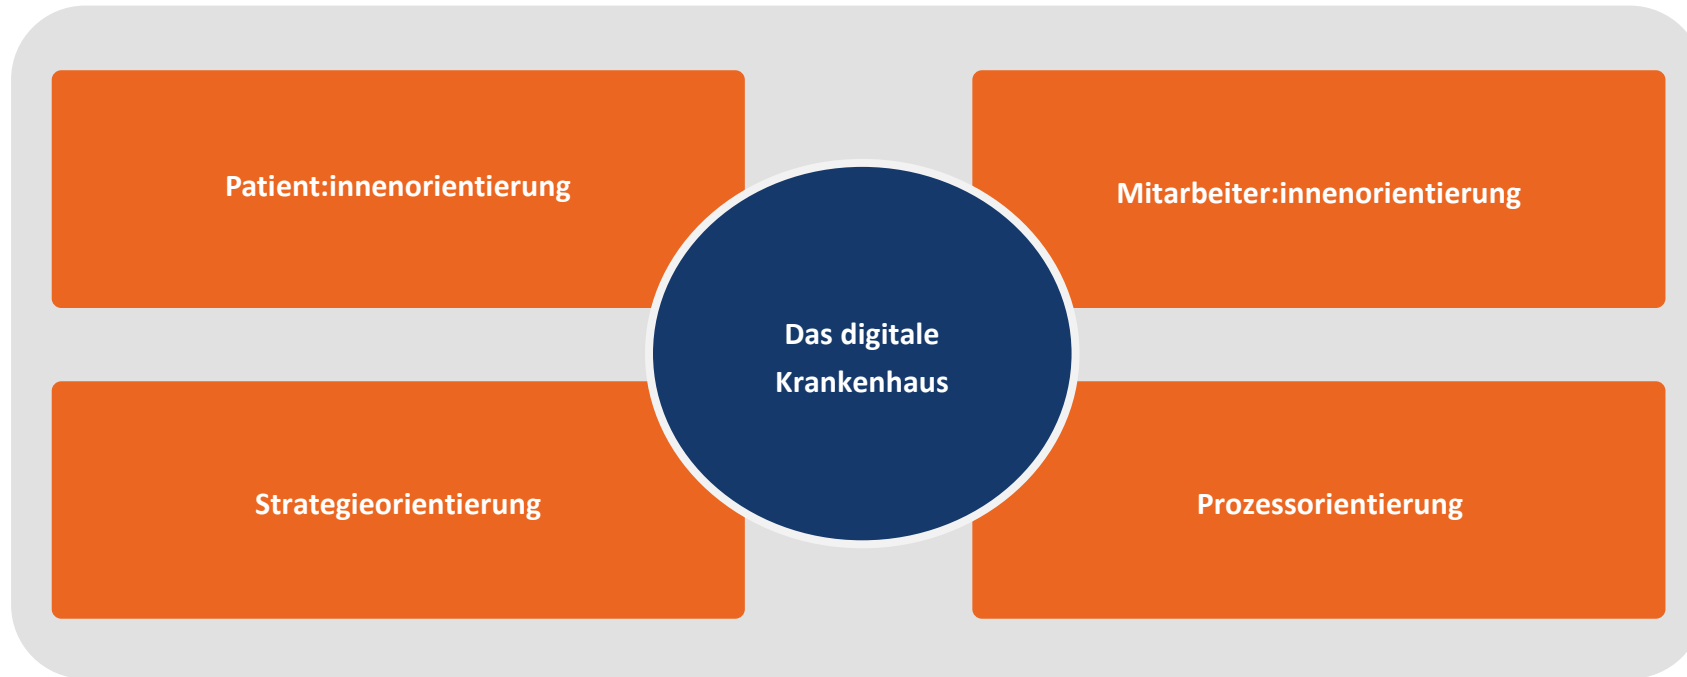 Patient:innenorientierung
Mitarbeiter:innenorientierung
Das digitale
Krankenhaus
Strategieorientierung
Prozessorientierung